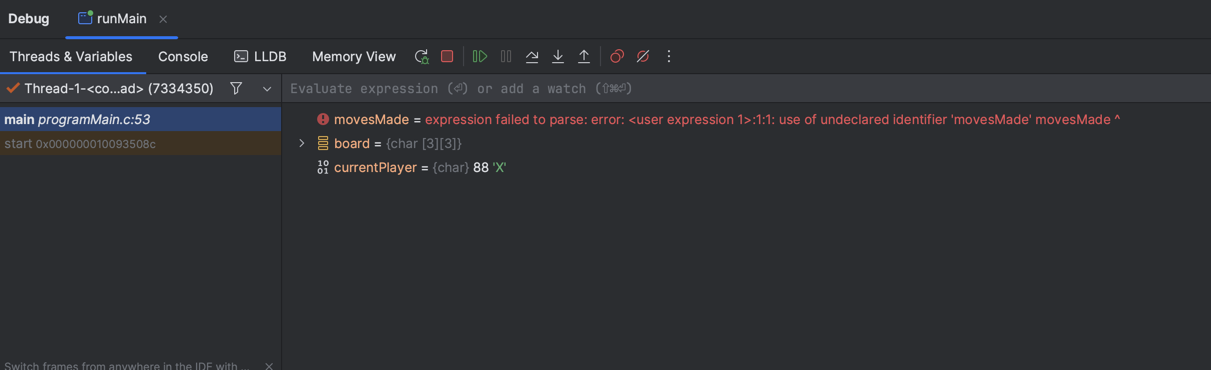 Debug runMain
Threads & Variables Console LLDB Memory View
Thread-1-<co...ad> (7334350) Evaluate expression (⏎) or add a watch (⇧⌘⏎)
main programMain.c:53 movesMade = expression failed to parse: error: <user expression 1>:1:1: use of undeclared identifier 'movesMade' movesMade ^
start 0x000000010093508c board = {char [3][3]}
10 01 currentPlayer = {char} 88 'X'
Switch frames from anywhere in the IDE with ...